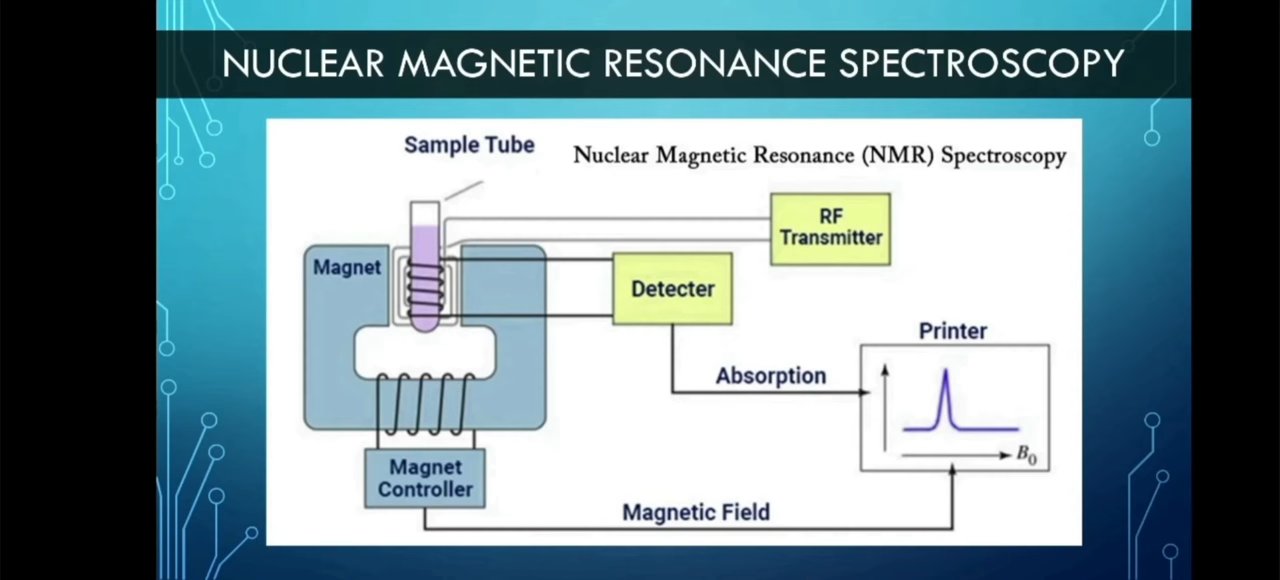 NUCLEAR MAGNETIC RESONANCE SPECTROSCOPY
Sample Tube
Nuclear Magnetic Resonance (NMR) Spectroscopy
RF
Transmitter
Magnet
Detecter
Printer
Absorption
B0
Magnet
Controller
Magnetic Field